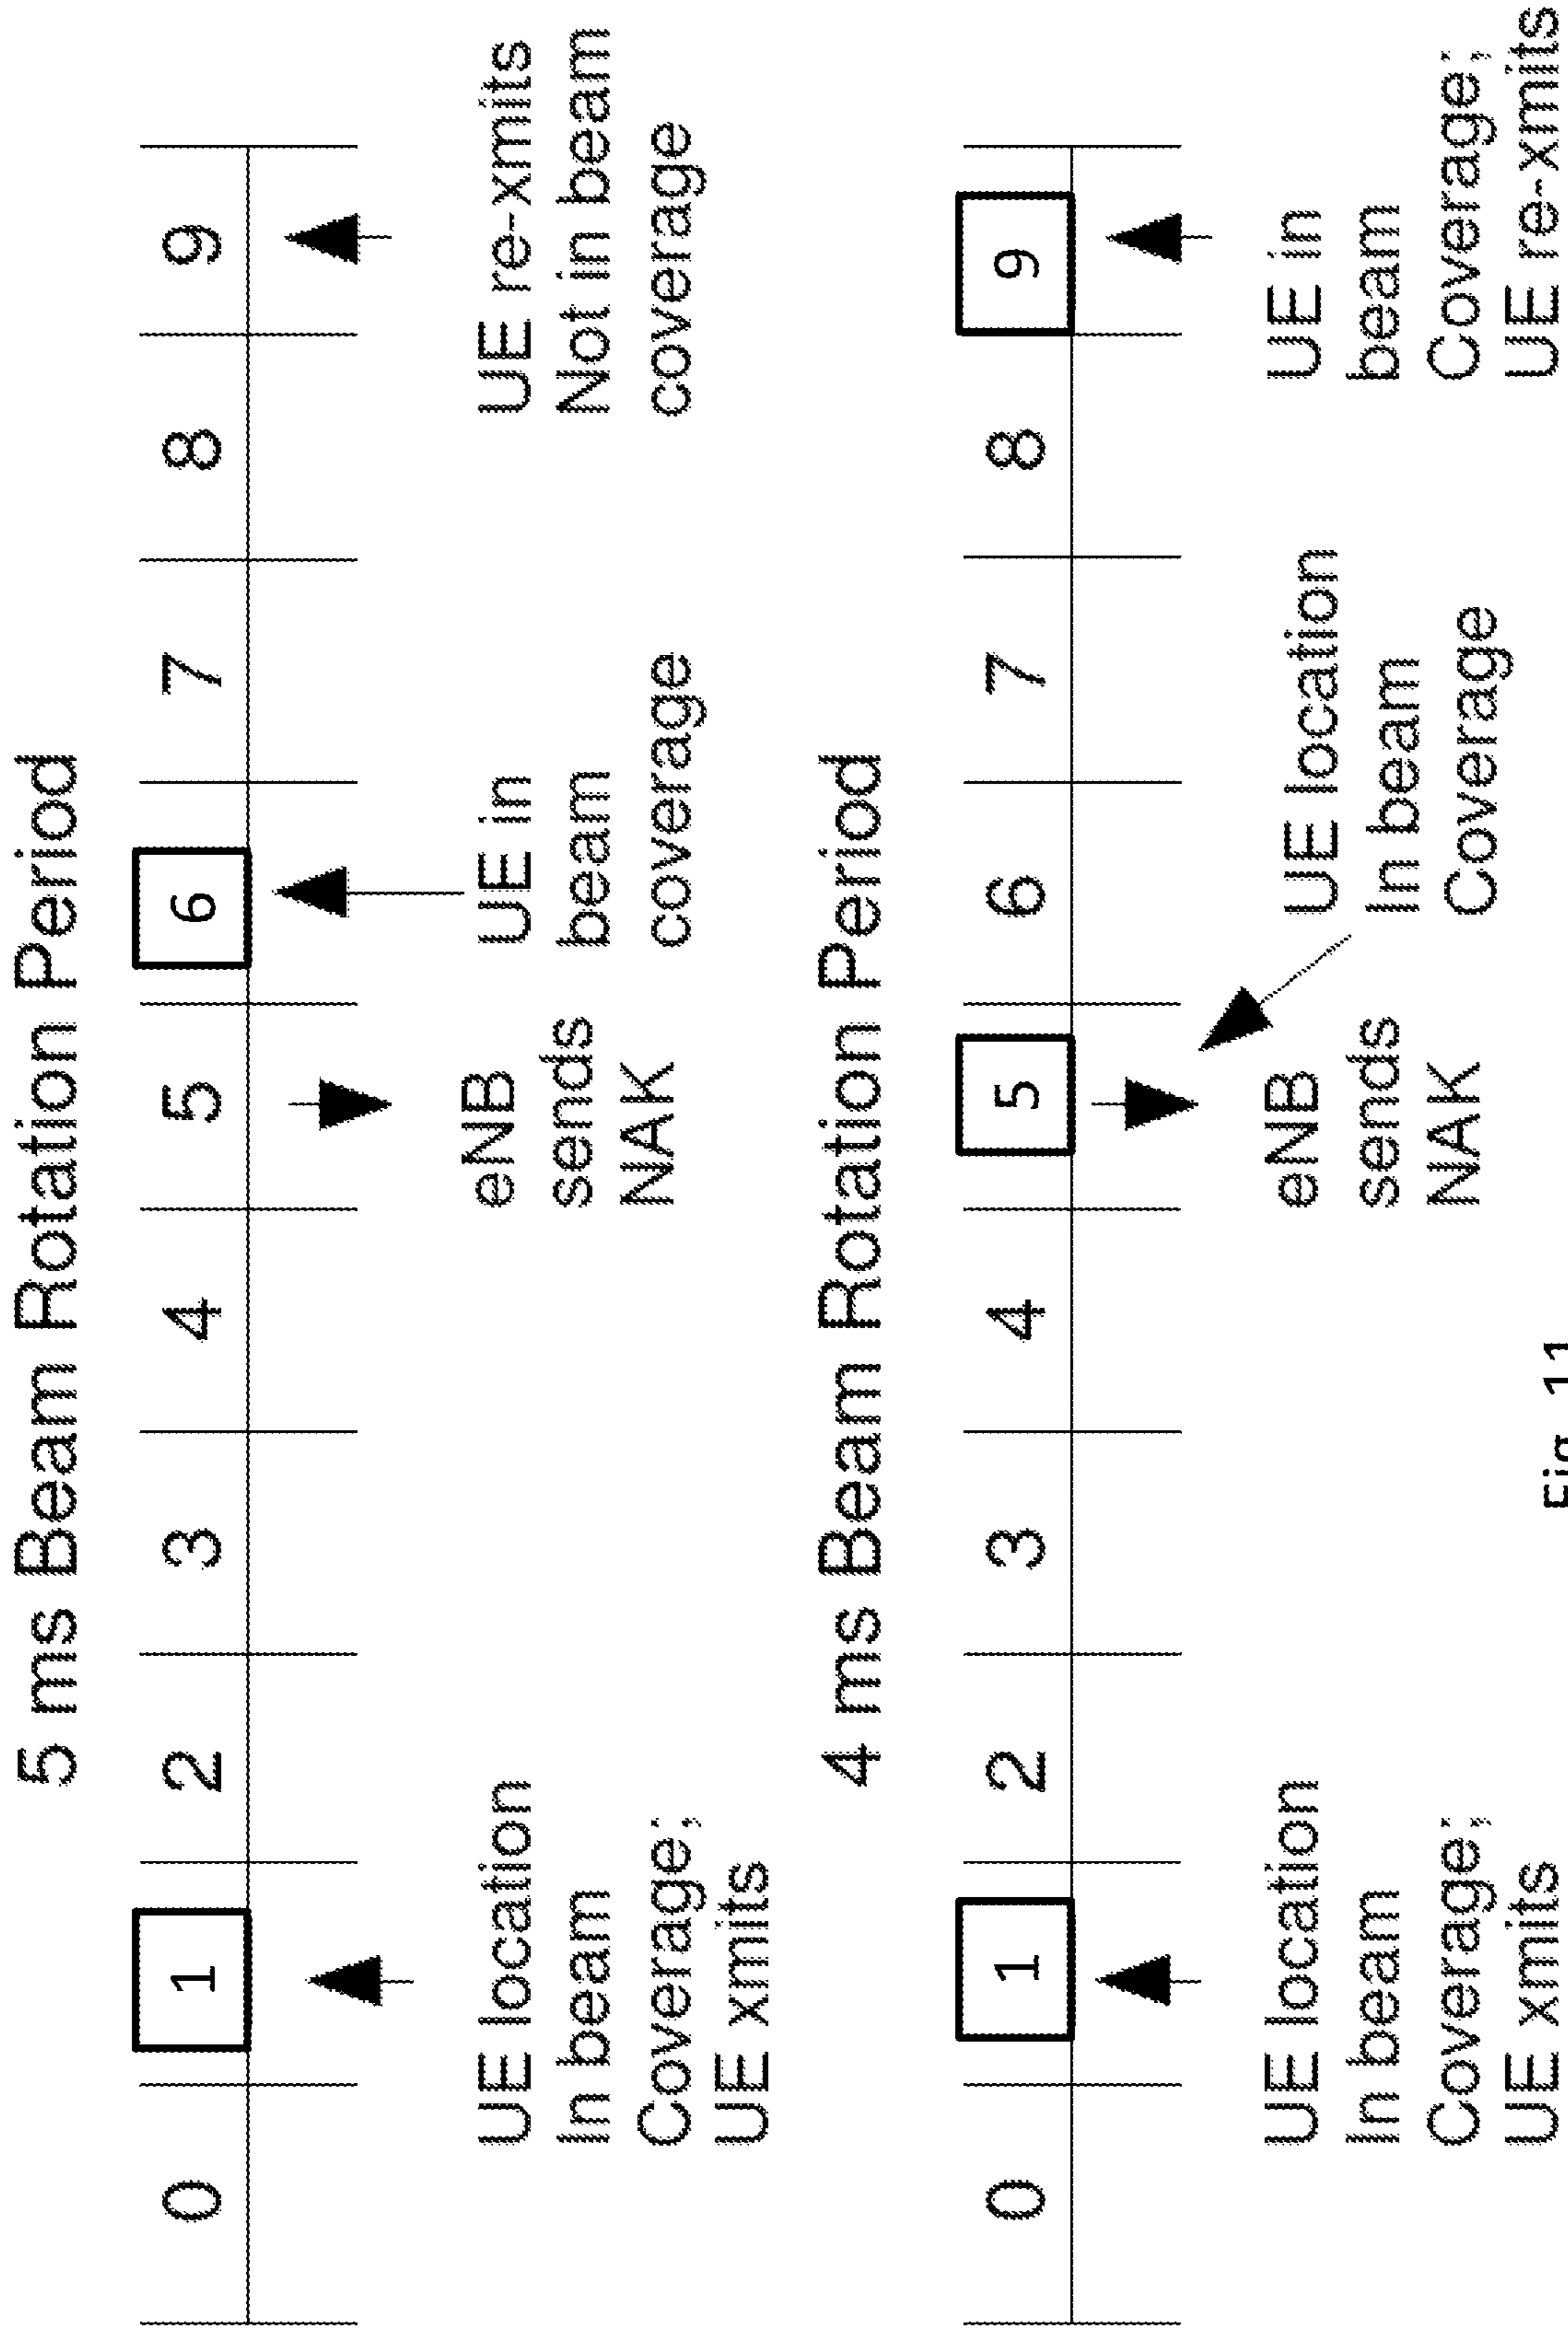 5 ms Beam Rotation Period
0 1 2 3 4 5 6 7 8 9
UE location
In beam
Coverage;
UE xmits
eNB
sends
NAK
UE in
beam
coverage
UE re-xmits
Not in beam
coverage
4 ms Beam Rotation Period
0 1 2 3 4 5 6 7 8 9
UE location
In beam
Coverage;
UE xmits
eNB
sends
NAK
UE location
In beam
Coverage
UE in
beam
Coverage;
UE re-xmits
Fig. 11